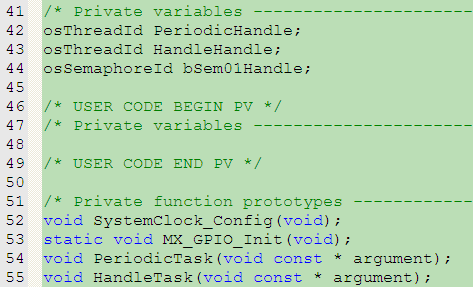 41 /* Private variables -----------------------
42 osThreadId PeriodicHandle;
43 osThreadId HandleHandle;
44 osSemaphoreId bSem01Handle;
45
46 /* USER CODE BEGIN PV */
47 /* Private variables -----------------------
48
49 /* USER CODE END PV */
50
51 /* Private function prototypes -------------
52 void SystemClock_Config(void);
53 static void MX_GPIO_Init(void);
54 void PeriodicTask(void const * argument);
55 void HandleTask(void const * argument);